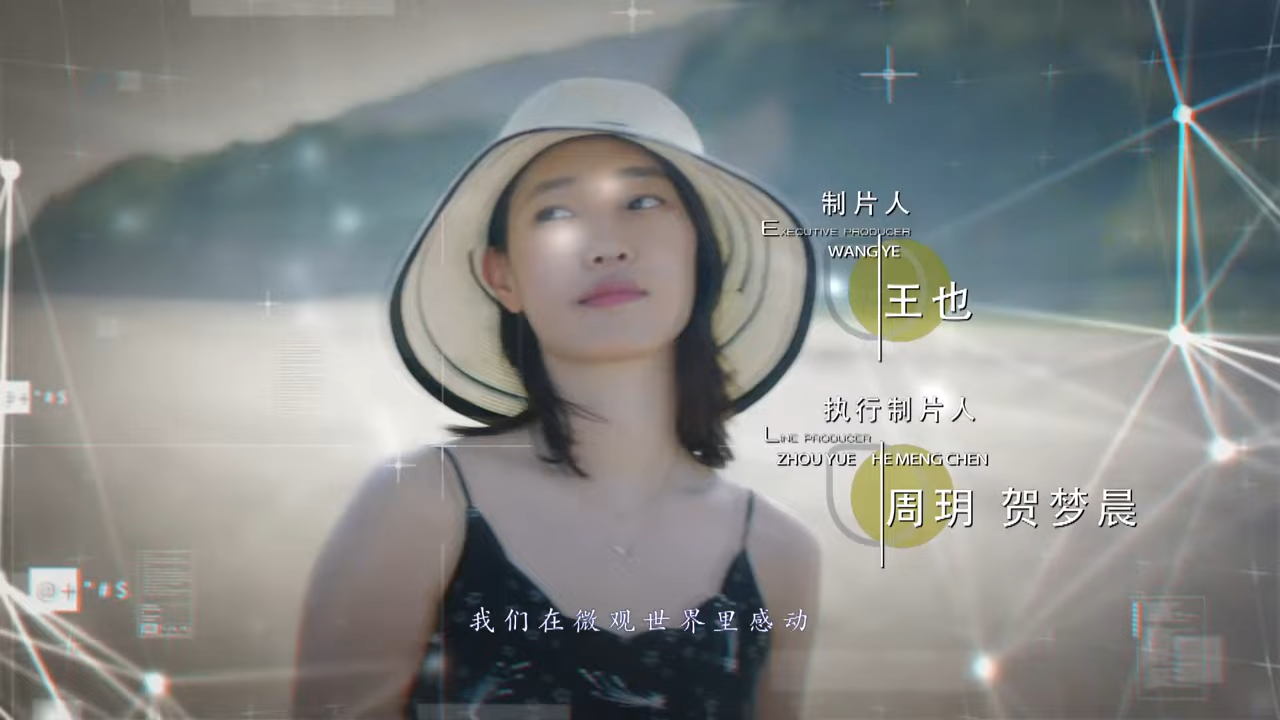 制片人
EXECUTIVE PRODUCER
WANG YE
王也
执行制片人
LINE PRODUCER
ZHOU YUE HE MENG CHEN
周玥 贺梦晨
@+"#$
@+"#$
我们在微观世界里感动